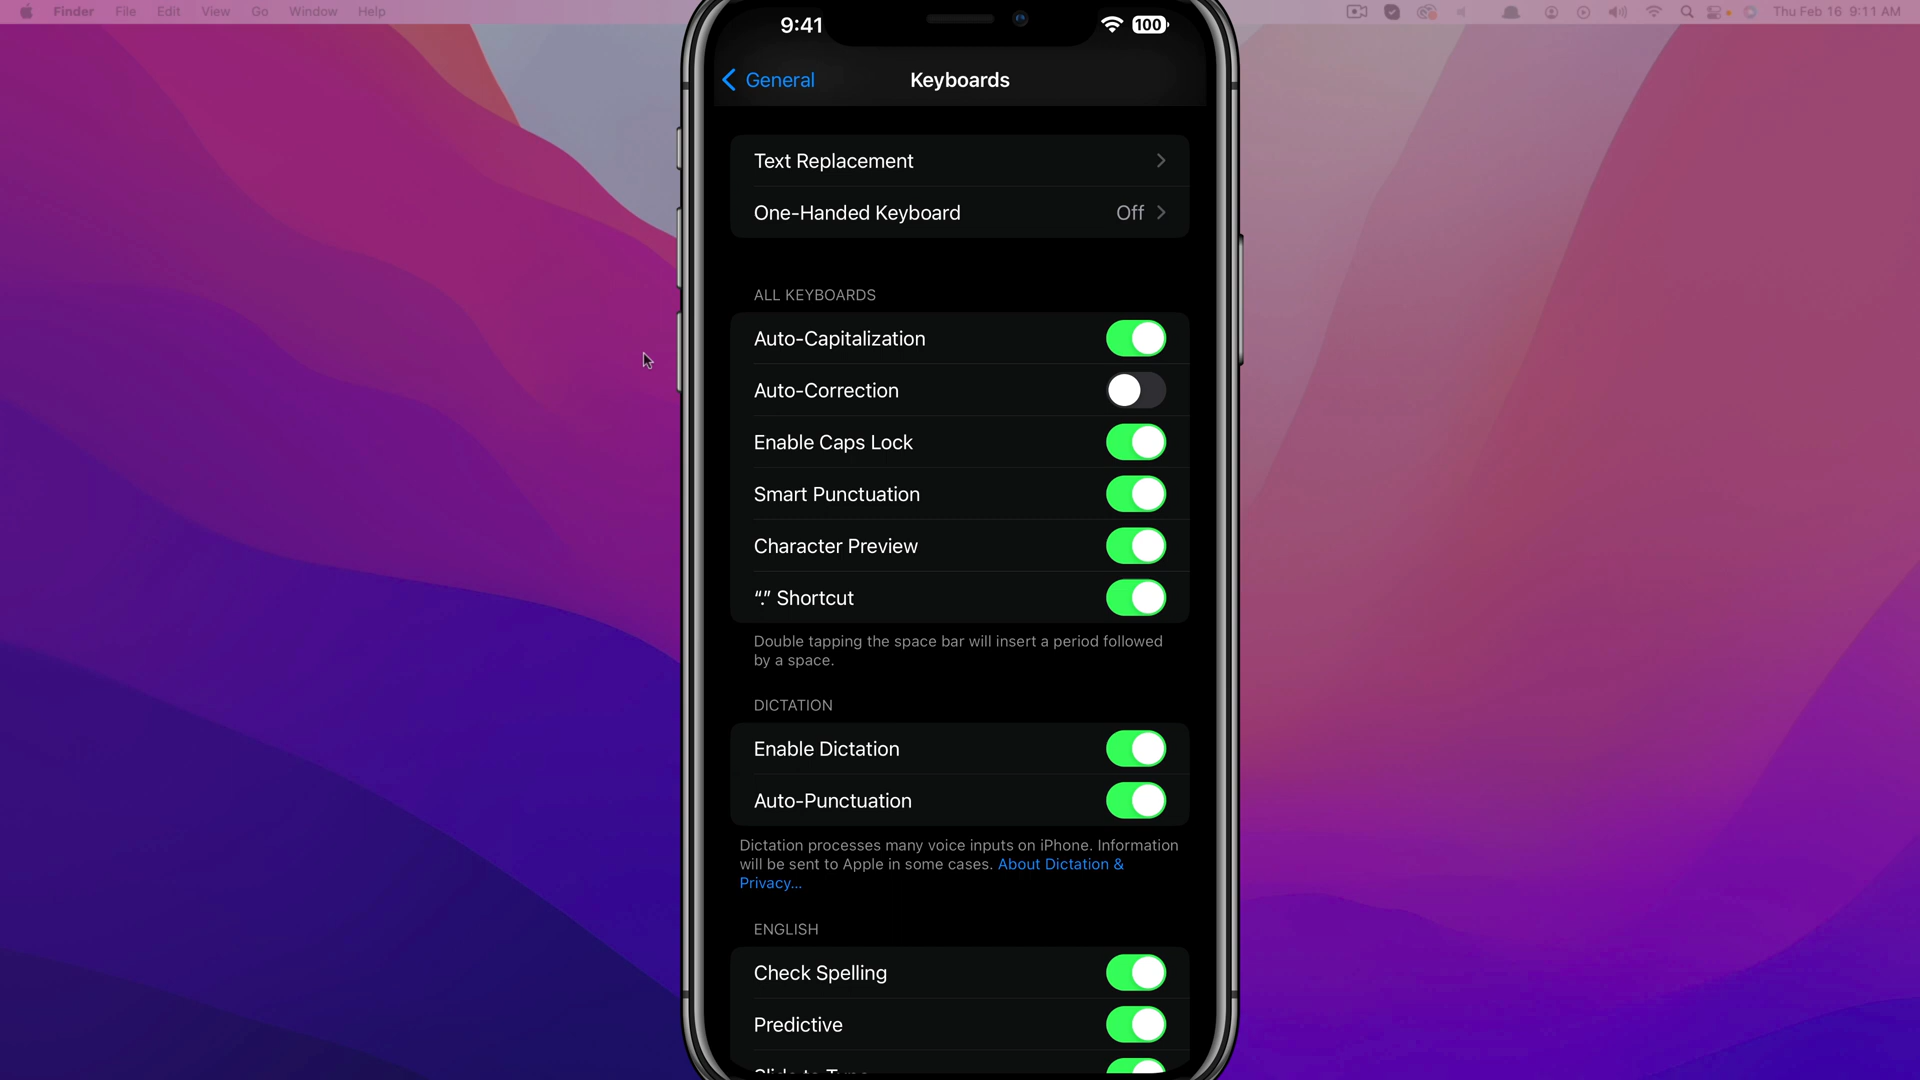 Finder File Edit View Go Window Help
Thu Feb 16 9:11 AM
9:41
100
General
Keyboards
Text Replacement
One-Handed Keyboard Off
ALL KEYBOARDS
Auto-Capitalization
Auto-Correction
Enable Caps Lock
Smart Punctuation
Character Preview
“.” Shortcut
Double tapping the space bar will insert a period followed
by a space.
DICTATION
Enable Dictation
Auto-Punctuation
Dictation processes many voice inputs on iPhone. Information
will be sent to Apple in some cases. About Dictation &
Privacy...
ENGLISH
Check Spelling
Predictive
Slide to Type